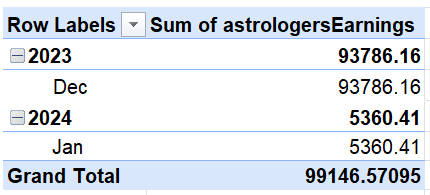 Row Labels Sum of astrologersEarnings
2023 93786.16
Dec 93786.16
2024 5360.41
Jan 5360.41
Grand Total 99146.57095